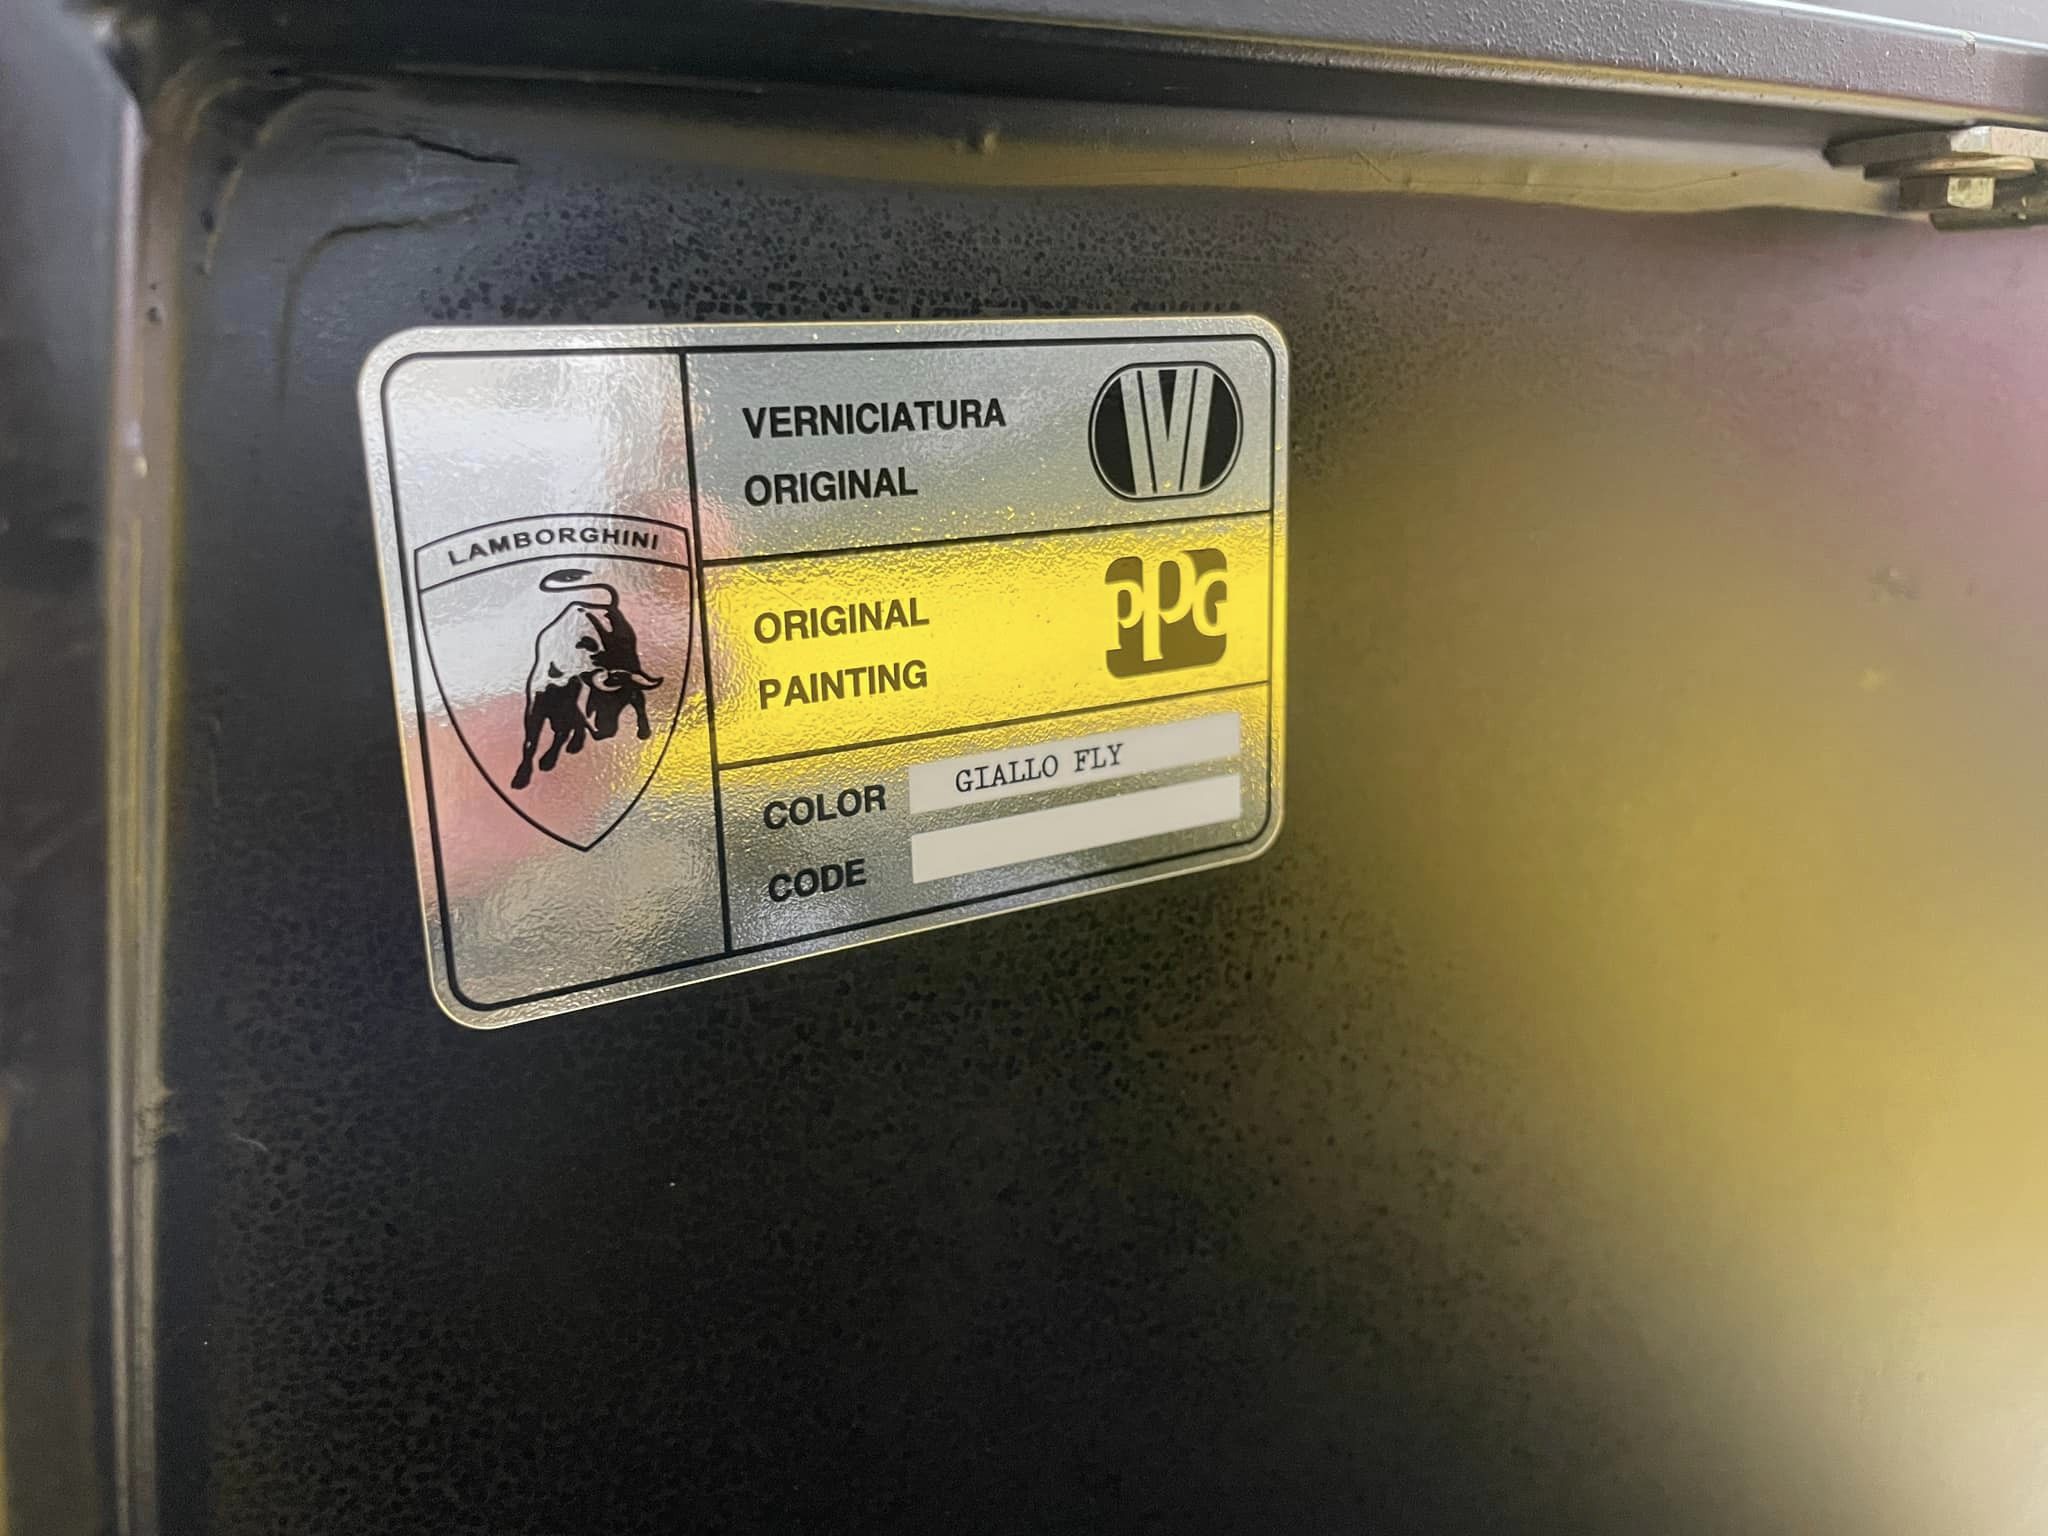 LAMBORGHINI
VERNICIATURA
ORIGINAL
ORIGINAL
PAINTING
PPG
COLOR GIALLO FLY
CODE